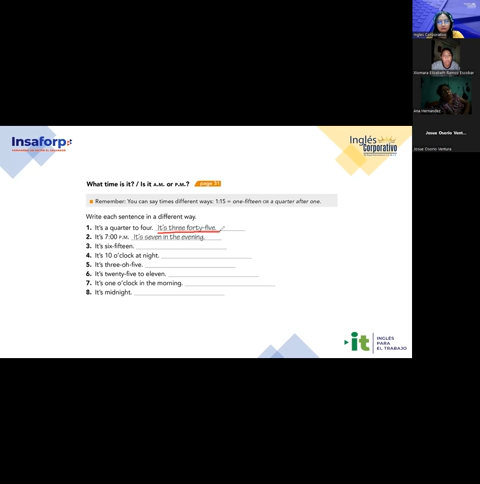 Inglés Corporativo
Xiomara Elizabeth Ramos Escobar
Ana Hernandez
Josue Osorio Vent...
Josue Osorio Ventura
Insaforp
Inglés
Corporativo
What time is it? / Is it A.M. or P.M.? page 31
Remember: You can say times different ways: 1:15 = one-fifteen OR a quarter after one.
Write each sentence in a different way.
1. It's a quarter to four. It's three forty-five.
2. It's 7:00 P.M. It's seven in the evening.
3. It's six-fifteen.
4. It's 10 o'clock at night.
5. It's three-oh-five.
6. It's twenty-five to eleven.
7. It's one o'clock in the morning.
8. It's midnight.
it INGLÉS
PARA
EL TRABAJO